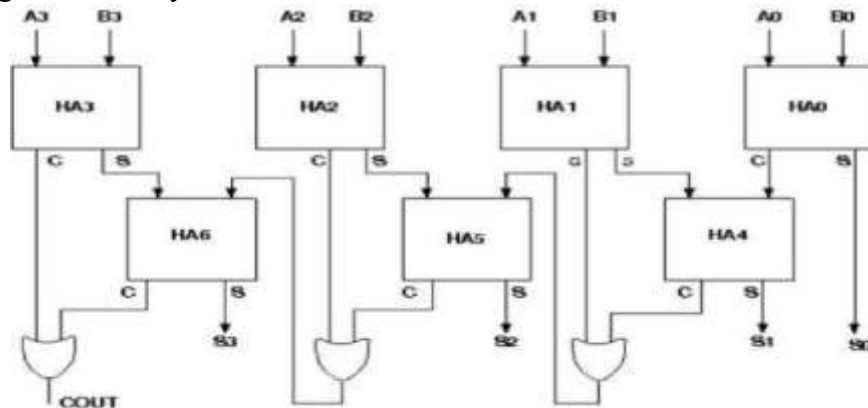 A3 B3 A2 B2 A1 B1 A0 B0
HA3 HA2 HA1 HA0
C S C S C S C S
HA6 HA5 HA4
C S C S C S
S3 S2 S1 S0
COUT